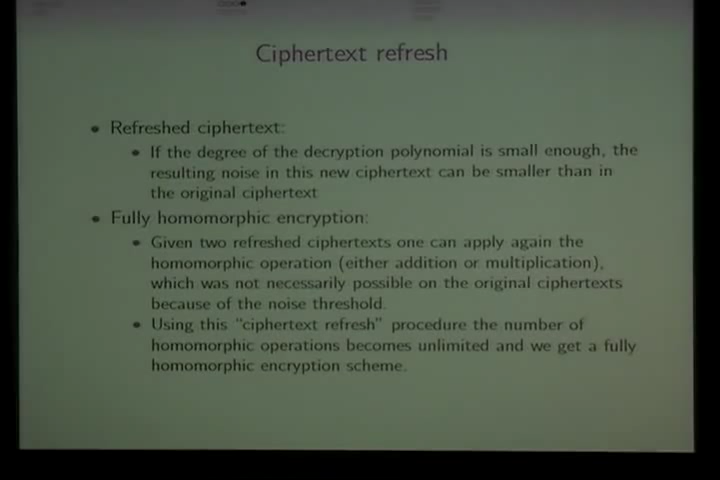 Ciphertext refresh
• Refreshed ciphertext:
• If the degree of the decryption polynomial is small enough, the
resulting noise in this new ciphertext can be smaller than in
the original ciphertext
• Fully homomorphic encryption:
• Given two refreshed ciphertexts one can apply again the
homomorphic operation (either addition or multiplication),
which was not necessarily possible on the original ciphertexts
because of the noise threshold.
• Using this “ciphertext refresh” procedure the number of
homomorphic operations becomes unlimited and we get a fully
homomorphic encryption scheme.